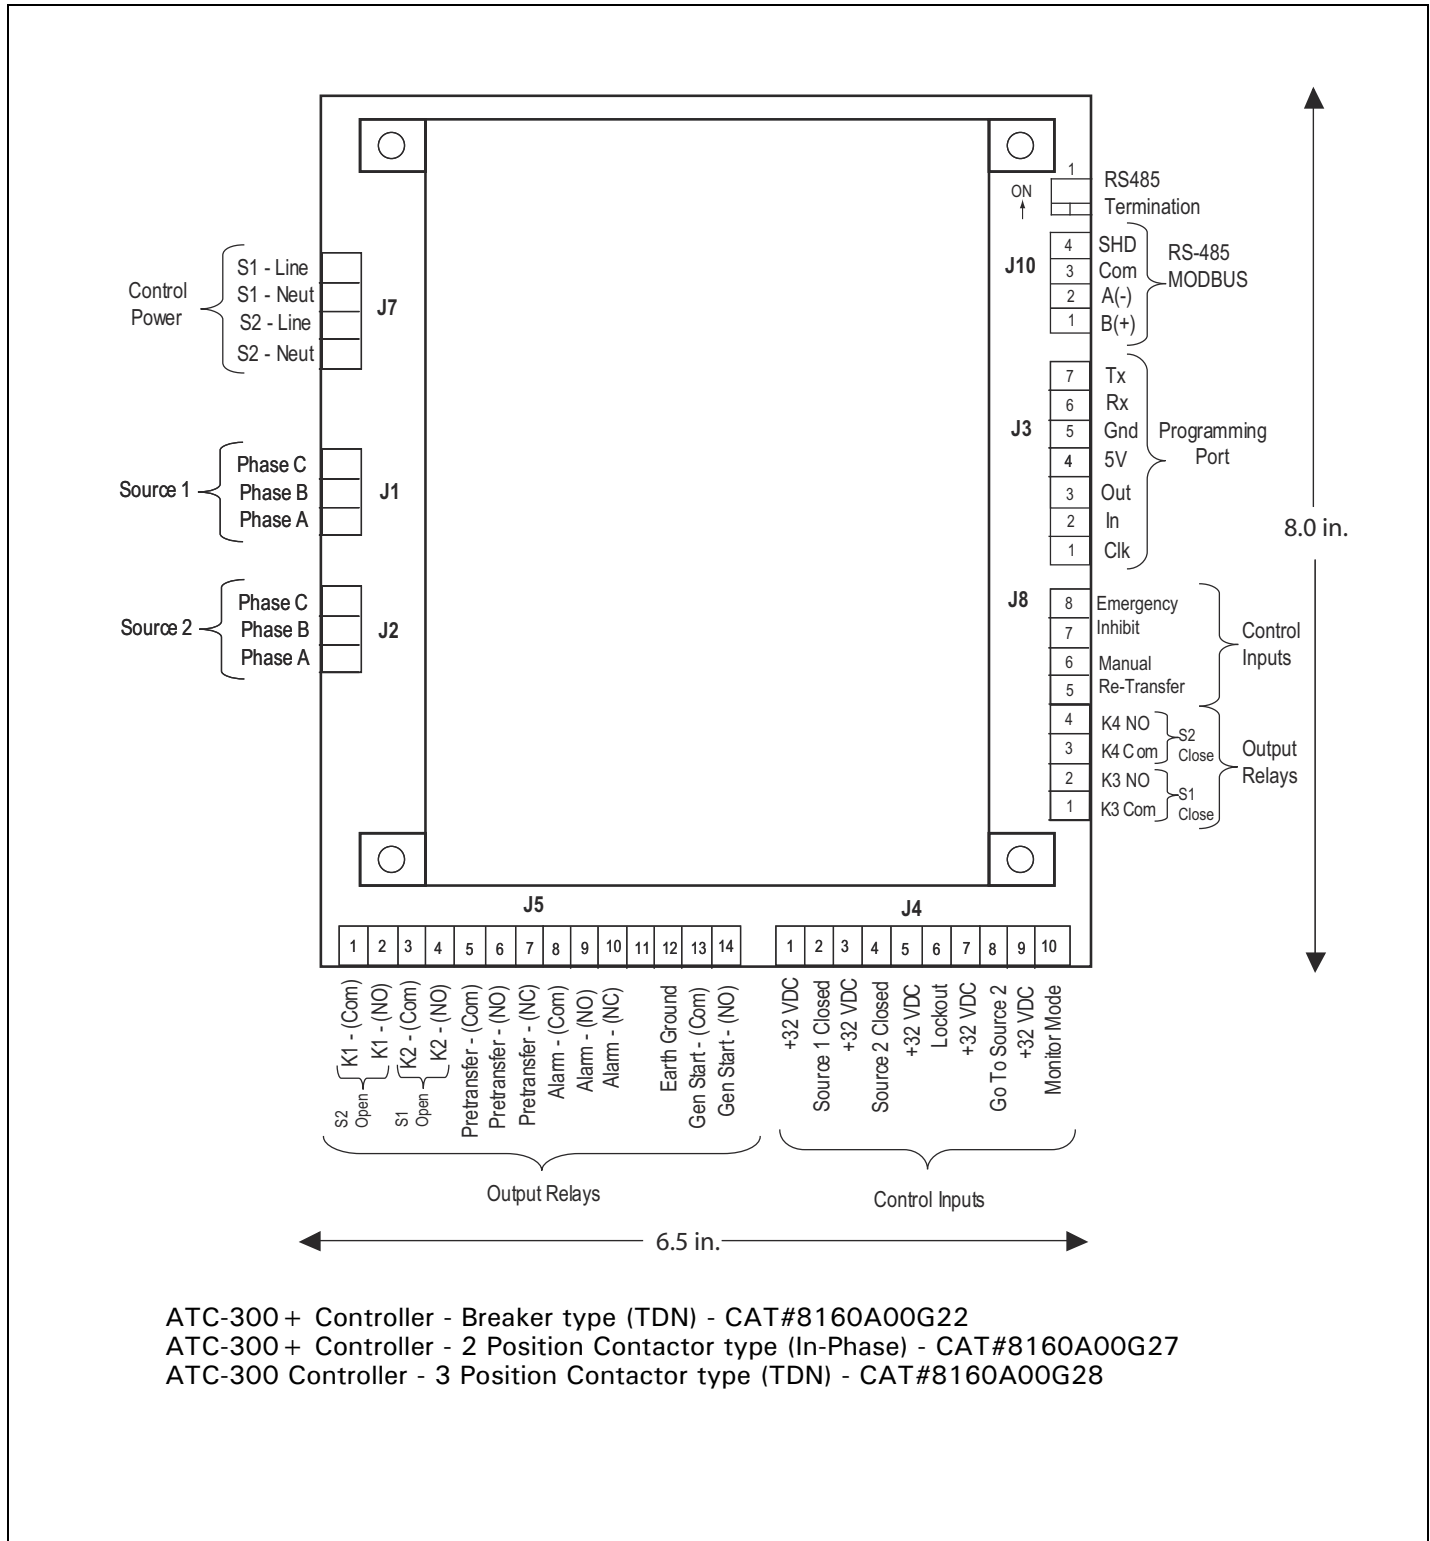 1
RS485
Termination
ON
J10
4 SHD
3 Com
2 A(-)
1 B(+)
RS-485
MODBUS
Control
Power
S1 - Line
S1 - Neut
S2 - Line
S2 - Neut
J7
J3
7 Tx
6 Rx
5 Gnd
4 5V
3 Out
2 In
1 Clk
Programming
Port
Source 1
Phase C
Phase B
Phase A
J1
8.0 in.
Source 2
Phase C
Phase B
Phase A
J2
J8
8 Emergency
7 Inhibit
6 Manual
5 Re-Transfer
Control
Inputs
4 K4 NO
3 K4 Com
S2
Close
2 K3 NO
1 K3 Com
S1
Close
Output
Relays
J5
1 2 3 4 5 6 7 8 9 10 11 12 13 14
K1 - (Com)
K1 - (NO)
S2
Open
K2 - (Com)
K2 - (NO)
S1
Open
Pretransfer - (Com)
Pretransfer - (NO)
Pretransfer - (NC)
Alarm - (Com)
Alarm - (NO)
Alarm - (NC)
Earth Ground
Gen Start - (Com)
Gen Start - (NO)
Output Relays
J4
1 2 3 4 5 6 7 8 9 10
+32 VDC
Source 1 Closed
+32 VDC
Source 2 Closed
+32 VDC
Lockout
+32 VDC
Go To Source 2
+32 VDC
Monitor Mode
Control Inputs
6.5 in.
ATC-300+ Controller - Breaker type (TDN) - CAT#8160A00G22
ATC-300+ Controller - 2 Position Contactor type (In-Phase) - CAT#8160A00G27
ATC-300 Controller - 3 Position Contactor type (TDN) - CAT#8160A00G28